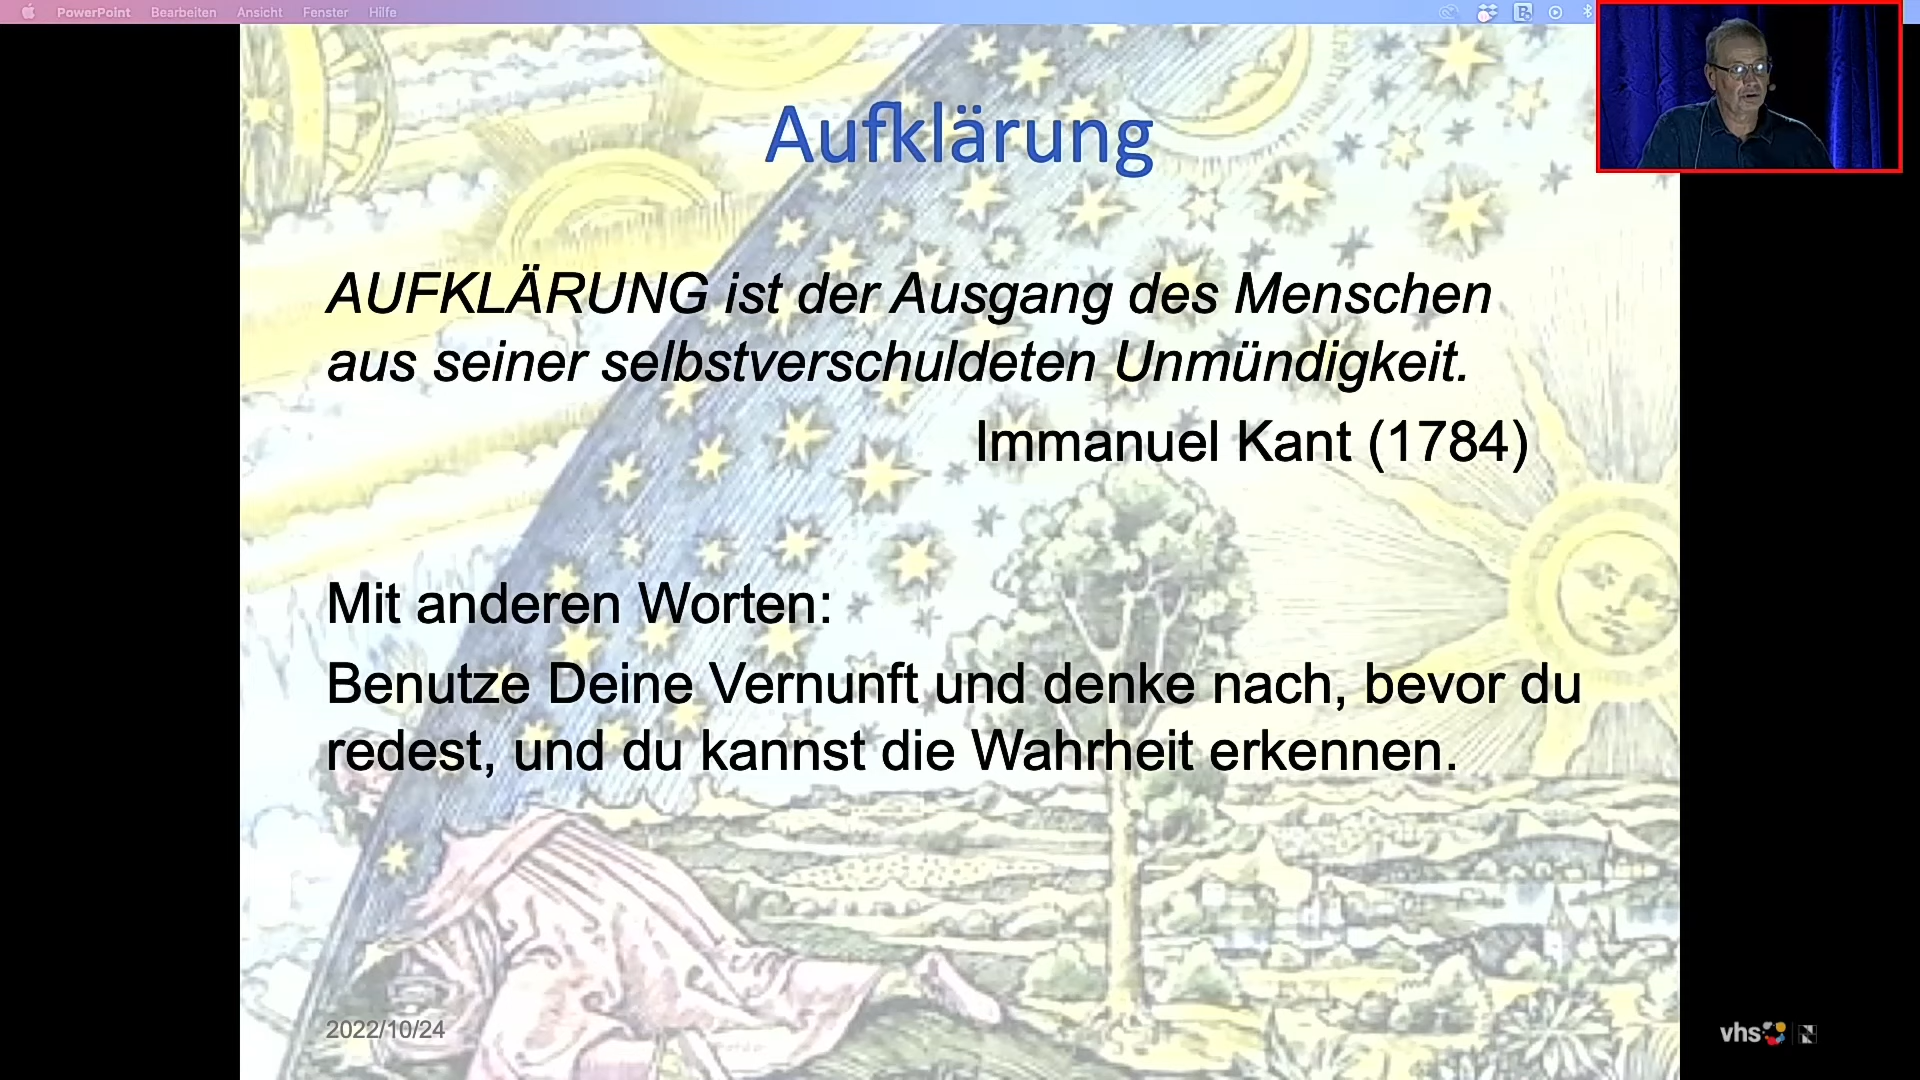 PowerPoint Bearbeiten Ansicht Fenster Hilfe
Aufklärung
AUFKLÄRUNG ist der Ausgang des Menschen
aus seiner selbstverschuldeten Unmündigkeit.
Immanuel Kant (1784)
Mit anderen Worten:
Benutze Deine Vernunft und denke nach, bevor du
redest, und du kannst die Wahrheit erkennen.
2022/10/24
vhs